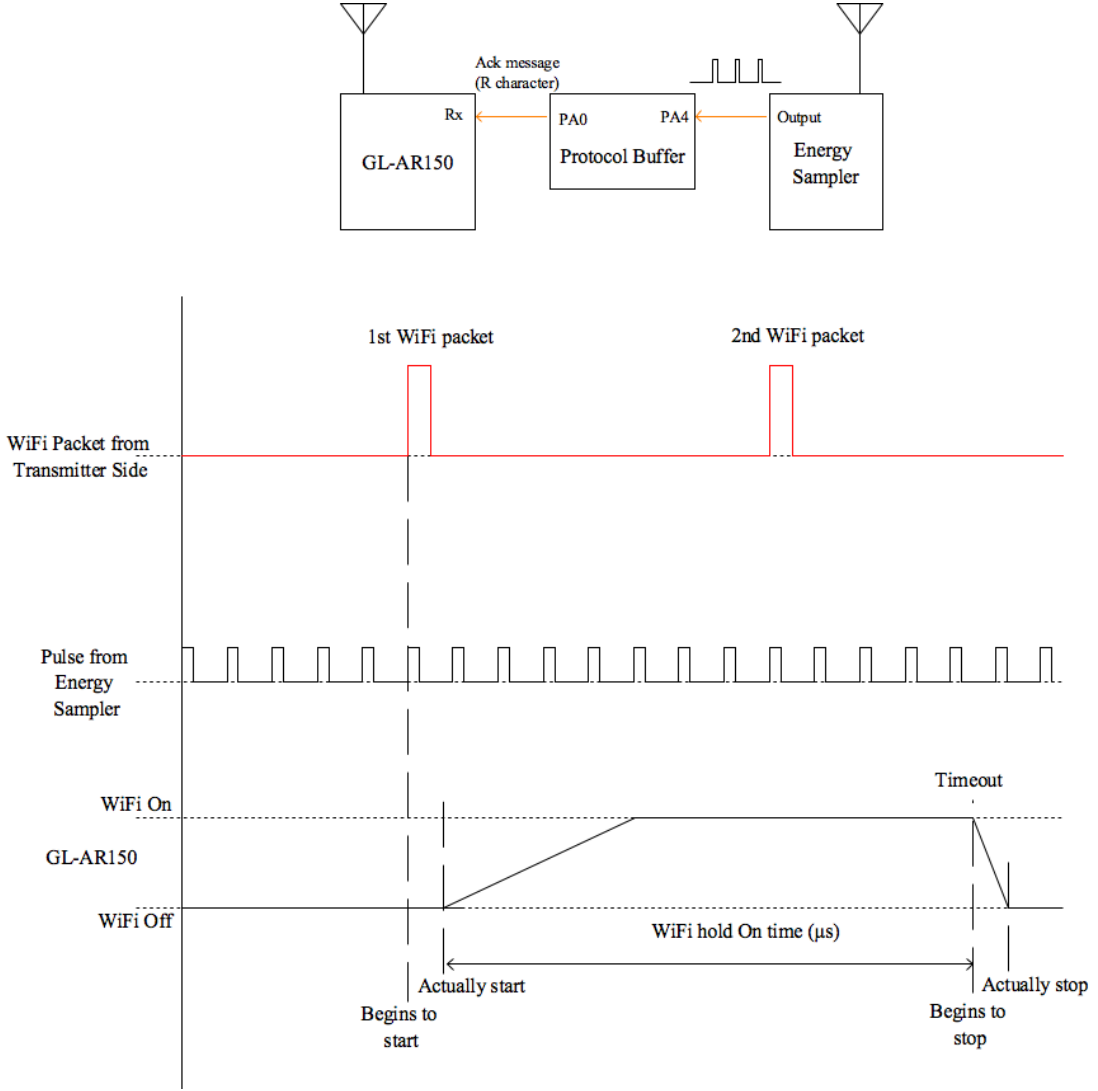 Ack message
(R character)
Rx
PA0
PA4
Output
GL-AR150
Protocol Buffer
Energy
Sampler
1st WiFi packet
2nd WiFi packet
WiFi Packet from
Transmitter Side
Pulse from
Energy
Sampler
Timeout
WiFi On
GL-AR150
WiFi Off
WiFi hold On time (μs)
Actually start
Actually stop
Begins to
start
Begins to
stop